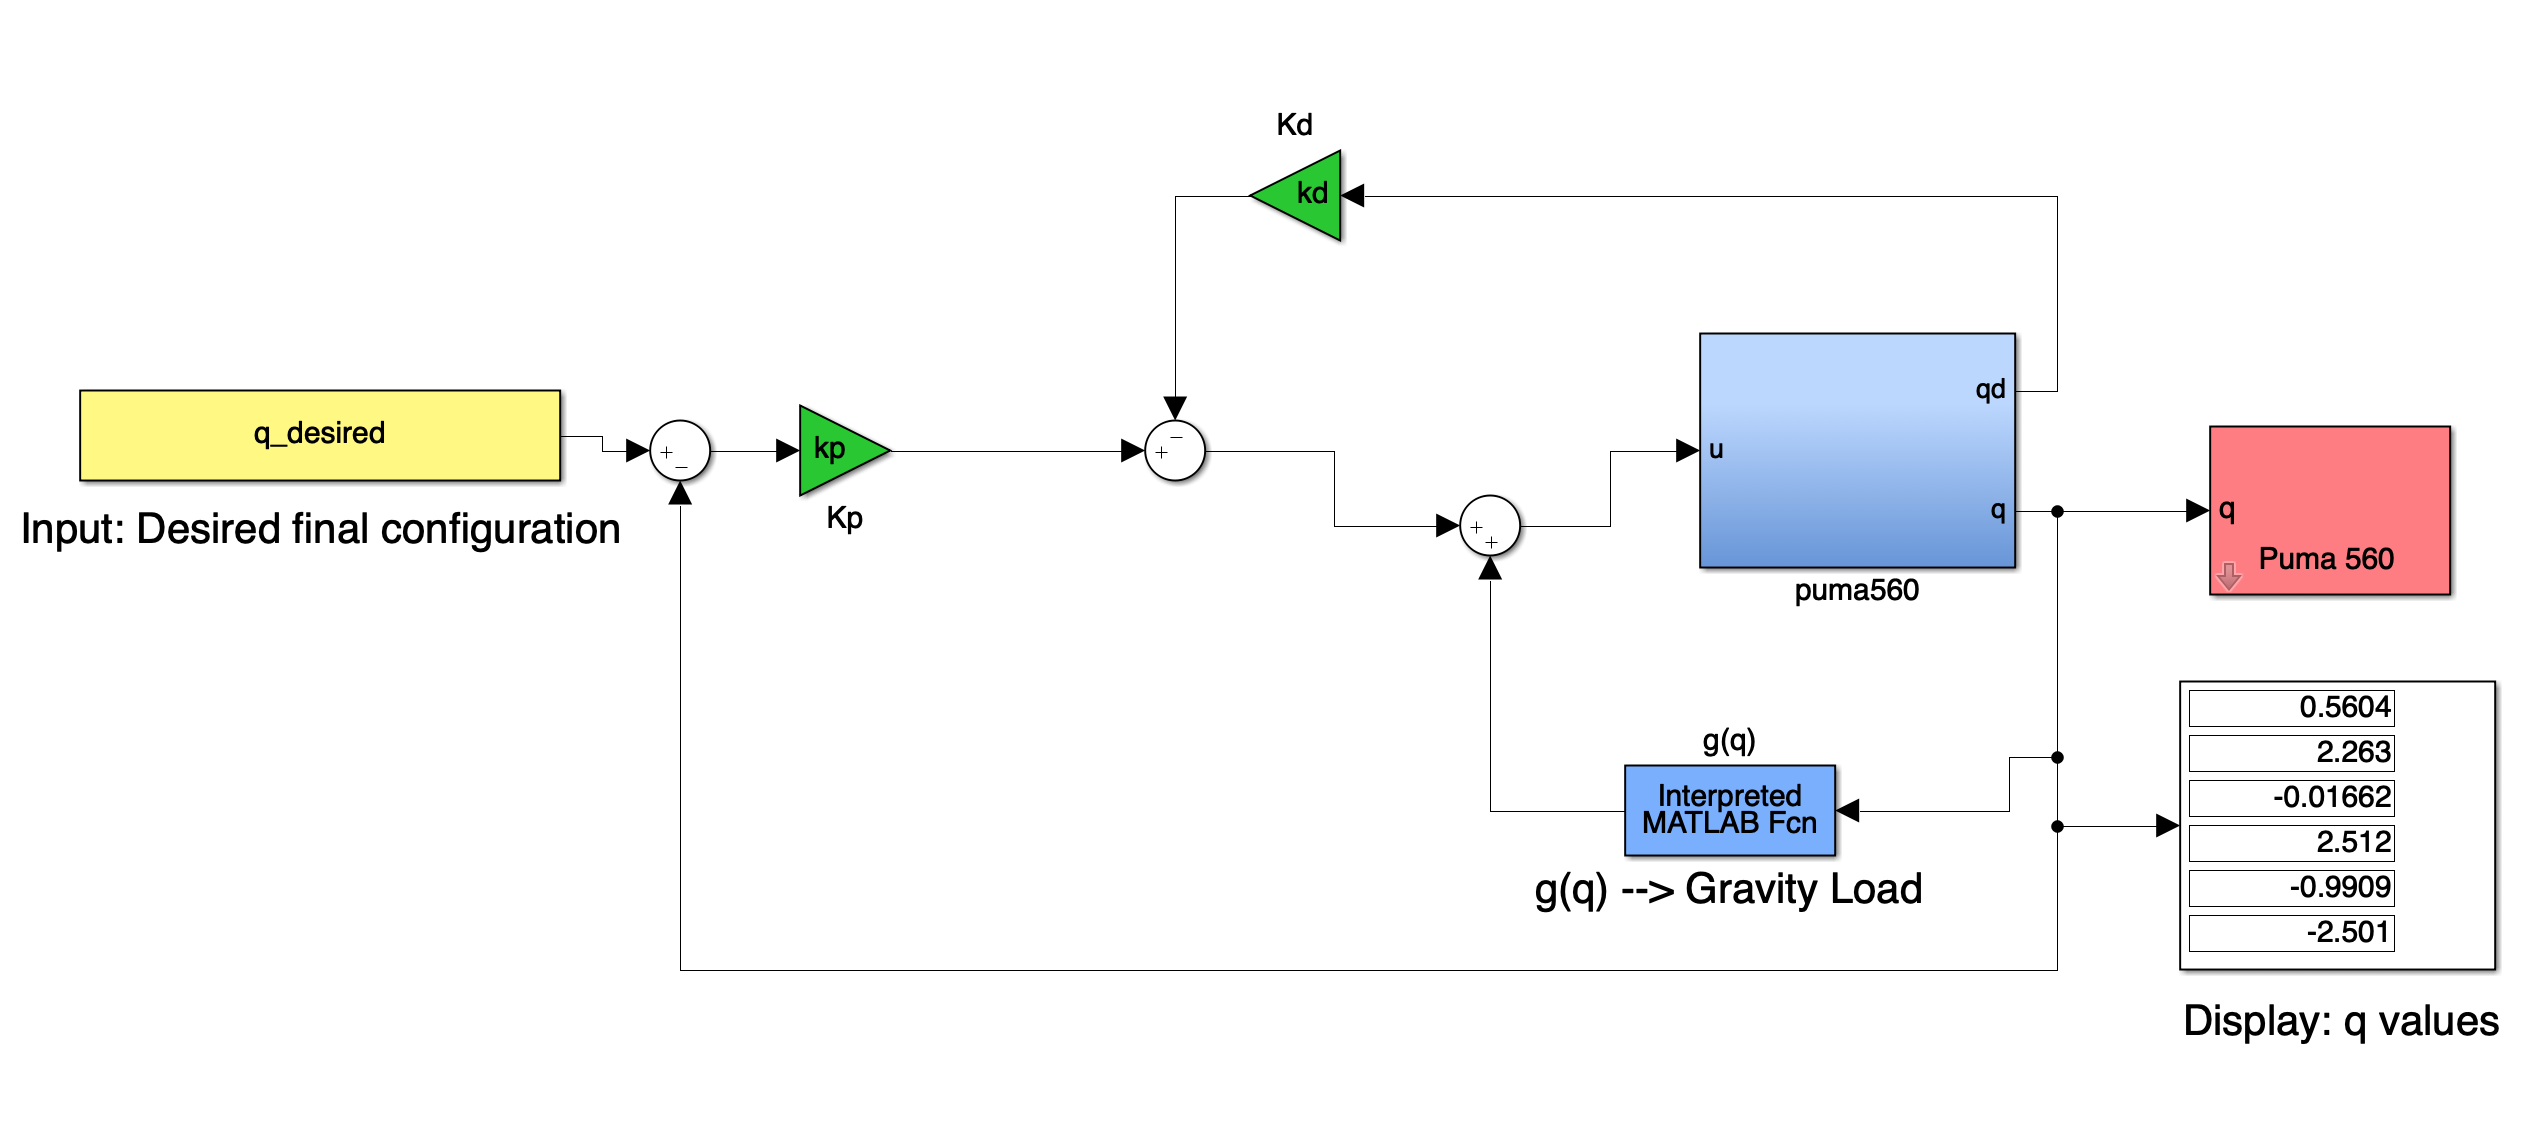 Kd
kd
q_desired
Input: Desired final configuration
+
−
kp
Kp
−
+
+
+
u
qd
q
puma560
q
Puma 560
g(q)
Interpreted
MATLAB Fcn
g(q) --> Gravity Load
0.5604
2.263
-0.01662
2.512
-0.9909
-2.501
Display: q values